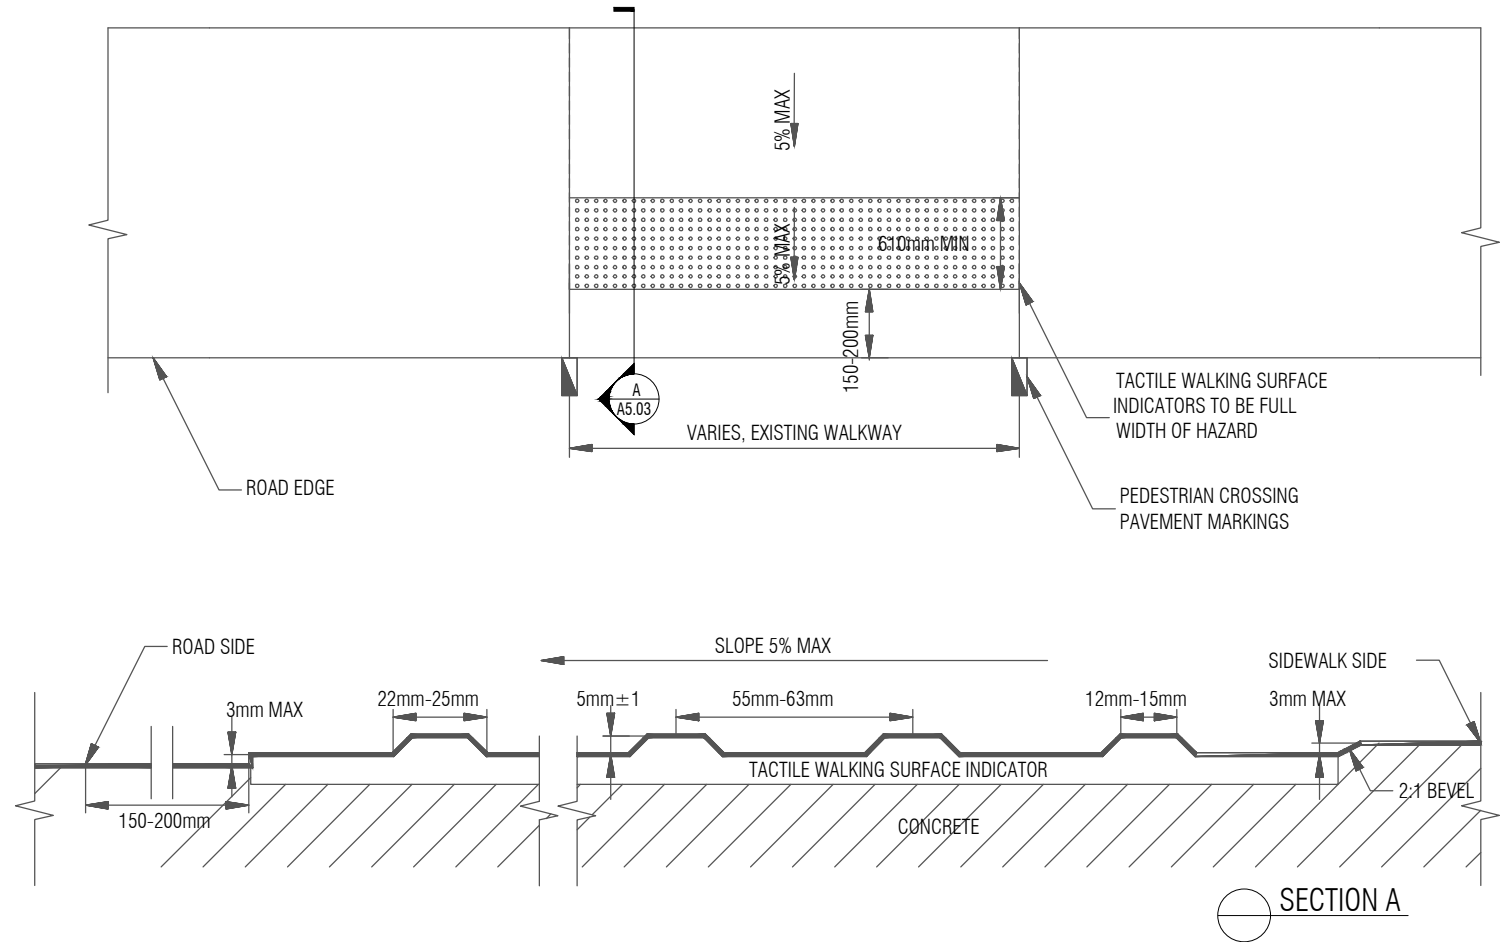 5% MAX
5% MAX
610mm MIN
150-200mm
A
A5.03
TACTILE WALKING SURFACE
INDICATORS TO BE FULL
WIDTH OF HAZARD
VARIES, EXISTING WALKWAY
ROAD EDGE
PEDESTRIAN CROSSING
PAVEMENT MARKINGS
ROAD SIDE
SLOPE 5% MAX
SIDEWALK SIDE
3mm MAX
22mm-25mm
5mm±1
55mm-63mm
12mm-15mm
3mm MAX
TACTILE WALKING SURFACE INDICATOR
2:1 BEVEL
150-200mm
CONCRETE
SECTION A